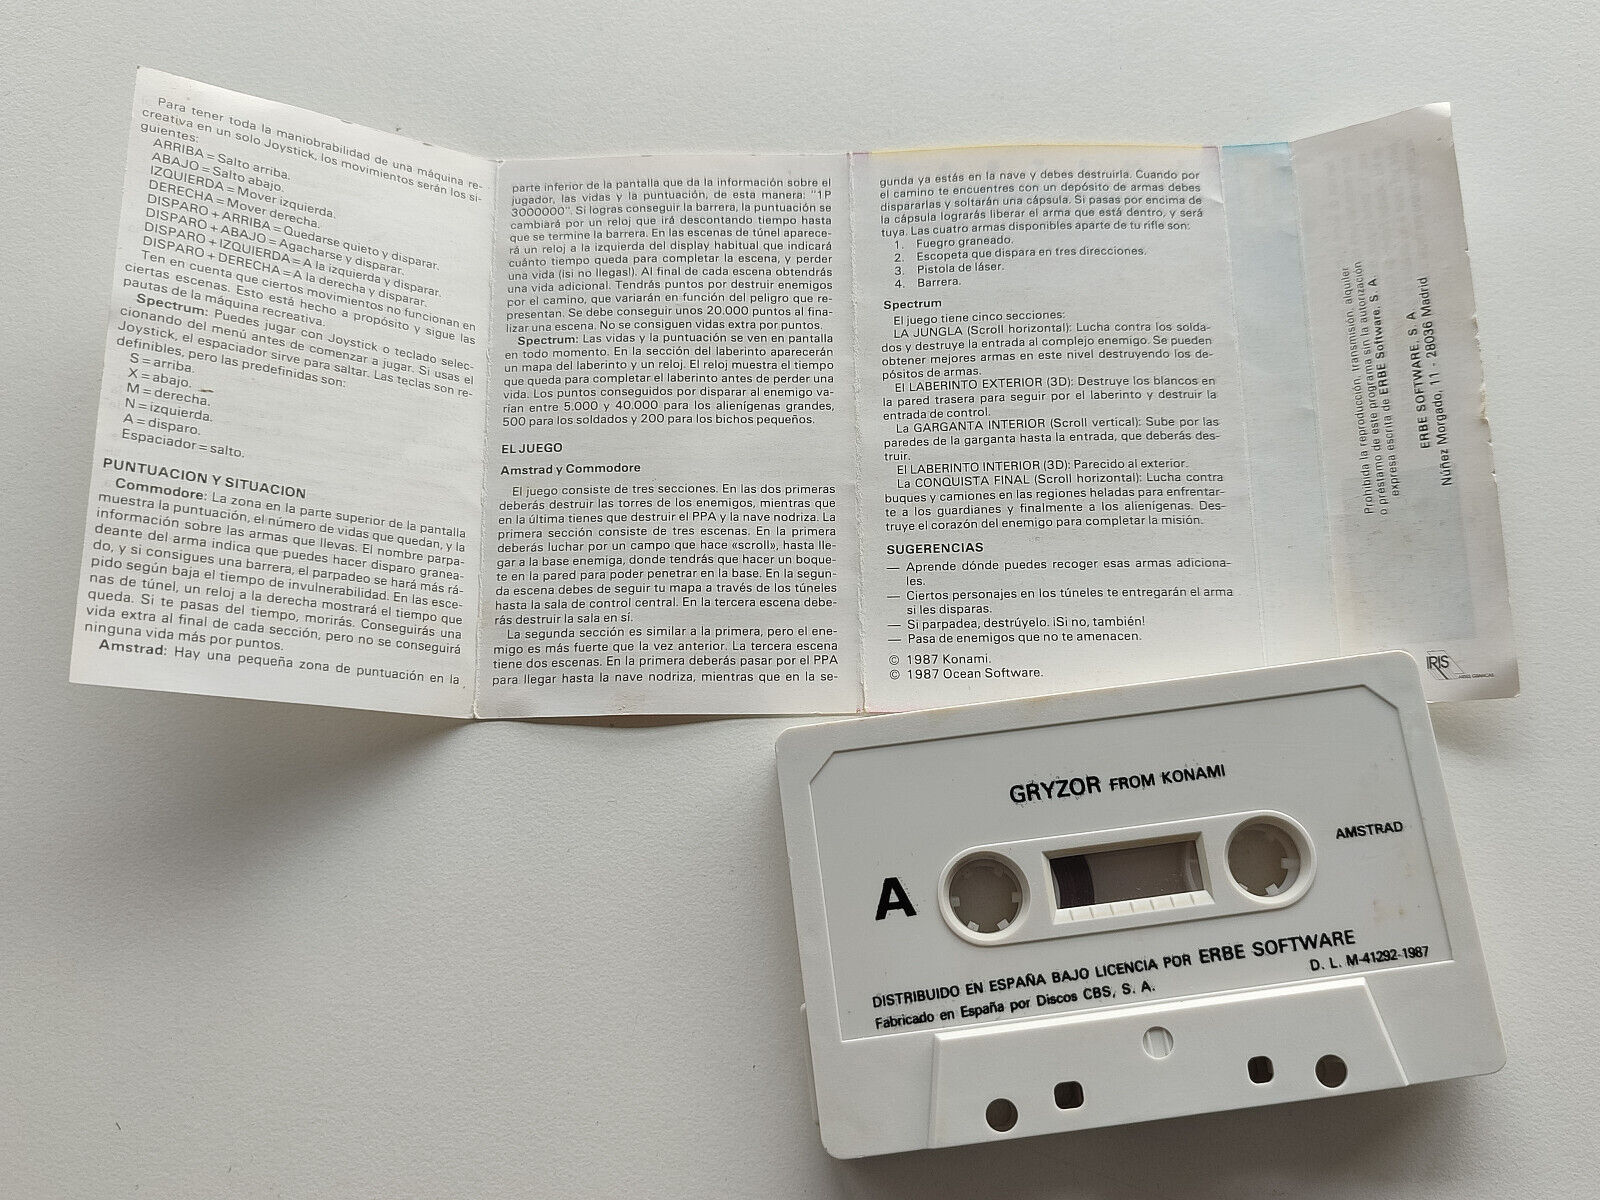 Para tener toda la maniobrabilidad de una máquina re-
creativa en un solo Joystick, los movimientos serán los si-
guientes:
ARRIBA = Salto arriba.
ABAJO = Salto abajo.
IZQUIERDA = Mover izquierda.
DERECHA = Mover derecha.
DISPARO + ARRIBA = Quedarse quieto y disparar.
DISPARO + ABAJO = Agacharse y disparar.
DISPARO + IZQUIERDA = A la izquierda y disparar.
DISPARO + DERECHA = A la derecha y disparar.
Ten en cuenta que ciertos movimientos no funcionan en
ciertas escenas. Esto está hecho a propósito y sigue las
pautas de la máquina recreativa.
Spectrum: Puedes jugar con Joystick o teclado selec-
cionando del menú antes de comenzar a jugar. Si usas el
Joystick, el espaciador sirve para saltar. Las teclas son re-
definibles, pero las predefinidas son:
S = arriba.
X = abajo.
M = derecha.
N = izquierda.
A = disparo.
Espaciador = salto.
PUNTUACION Y SITUACION
Commodore: La zona en la parte superior de la pantalla
muestra la puntuación, el número de vidas que quedan, y la
información sobre las armas que llevas. El nombre parpa-
deante del arma indica que puedes hacer disparo granea-
do, y si consigues una barrera, el parpadeo se hará más rá-
pido según baja el tiempo de invulnerabilidad. En las esce-
nas de túnel, un reloj a la derecha mostrará el tiempo que
queda. Si te pasas del tiempo, morirás. Conseguirás una
vida extra al final de cada sección, pero no se conseguirá
ninguna vida más por puntos.
Amstrad: Hay una pequeña zona de puntuación en la
parte inferior de la pantalla que da la información sobre el
jugador, las vidas y la puntuación, de esta manera: "1P
3000000". Si logras conseguir la barrera, la puntuación se
cambiará por un reloj que irá descontando tiempo hasta
que se termine la barrera. En las escenas de túnel aparece-
rá un reloj a la izquierda del display habitual que indicará
cuánto tiempo queda para completar la escena, y perder
una vida (¡si no llegas!). Al final de cada escena obtendrás
una vida adicional. Tendrás puntos por destruir enemigos
por el camino, que variarán en función del peligro que re-
presentan. Se debe conseguir unos 20.000 puntos al fina-
lizar una escena. No se consiguen vidas extra por puntos.
Spectrum: Las vidas y la puntuación se ven en pantalla
en todo momento. En la sección del laberinto aparecerán
un mapa del laberinto y un reloj. El reloj muestra el tiempo
que queda para completar el laberinto antes de perder una
vida. Los puntos conseguidos por disparar al enemigo va-
rían entre 5.000 y 40.000 para los alienígenas grandes,
500 para los soldados y 200 para los bichos pequeños.
EL JUEGO
Amstrad y Commodore
El juego consiste de tres secciones. En las dos primeras
deberás destruir las torres de los enemigos, mientras que
en la última tienes que destruir el PPA y la nave nodriza. La
primera sección consiste de tres escenas. En la primera
deberás luchar por un campo que hace «scroll», hasta lle-
gar a la base enemiga, donde tendrás que hacer un boque-
te en la pared para poder penetrar en la base. En la segun-
da escena debes de seguir tu mapa a través de los túneles
hasta la sala de control central. En la tercera escena debe-
rás destruir la sala en sí.
La segunda sección es similar a la primera, pero el ene-
migo es más fuerte que la vez anterior. La tercera escena
tiene dos escenas. En la primera deberás pasar por el PPA
para llegar hasta la nave nodriza, mientras que en la se-
gunda ya estás en la nave y debes destruirla. Cuando por
el camino te encuentres con un depósito de armas debes
dispararlas y soltarán una cápsula. Si pasas por encima de
la cápsula lograrás liberar el arma que está dentro, y será
tuya. Las cuatro armas disponibles aparte de tu rifle son:
1. Fuegro graneado.
2. Escopeta que dispara en tres direcciones.
3. Pistola de láser.
4. Barrera.
Spectrum
El juego tiene cinco secciones:
LA JUNGLA (Scroll horizontal): Lucha contra los solda-
dos y destruye la entrada al complejo enemigo. Se pueden
obtener mejores armas en este nivel destruyendo los de-
pósitos de armas.
El LABERINTO EXTERIOR (3D): Destruye los blancos en
la pared trasera para seguir por el laberinto y destruir la
entrada de control.
La GARGANTA INTERIOR (Scroll vertical): Sube por las
paredes de la garganta hasta la entrada, que deberás des-
truir.
El LABERINTO INTERIOR (3D): Parecido al exterior.
La CONQUISTA FINAL (Scroll horizontal): Lucha contra
buques y camiones en las regiones heladas para enfrentar-
te a los guardianes y finalmente a los alienígenas. Des-
truye el corazón del enemigo para completar la misión.
SUGERENCIAS
— Aprende dónde puedes recoger esas armas adiciona-
les.
— Ciertos personajes en los túneles te entregarán el arma
si les disparas.
— Si parpadea, destrúyelo. ¡Si no, también!
— Pasa de enemigos que no te amenacen.
© 1987 Konami.
© 1987 Ocean Software.
Prohibida la reproducción, transmisión, alquiler
o préstamo de este programa sin la autorización
expresa escrita de ERBE Software, S. A.
ERBE SOFTWARE, S. A.
Núñez Morgado, 11 - 28036 Madrid
IRIS
ARTES GRAFICAS
GRYZOR FROM KONAMI
AMSTRAD
A
DISTRIBUIDO EN ESPAÑA BAJO LICENCIA POR ERBE SOFTWARE
D. L. M-41292-1987
Fabricado en España por Discos CBS, S. A.